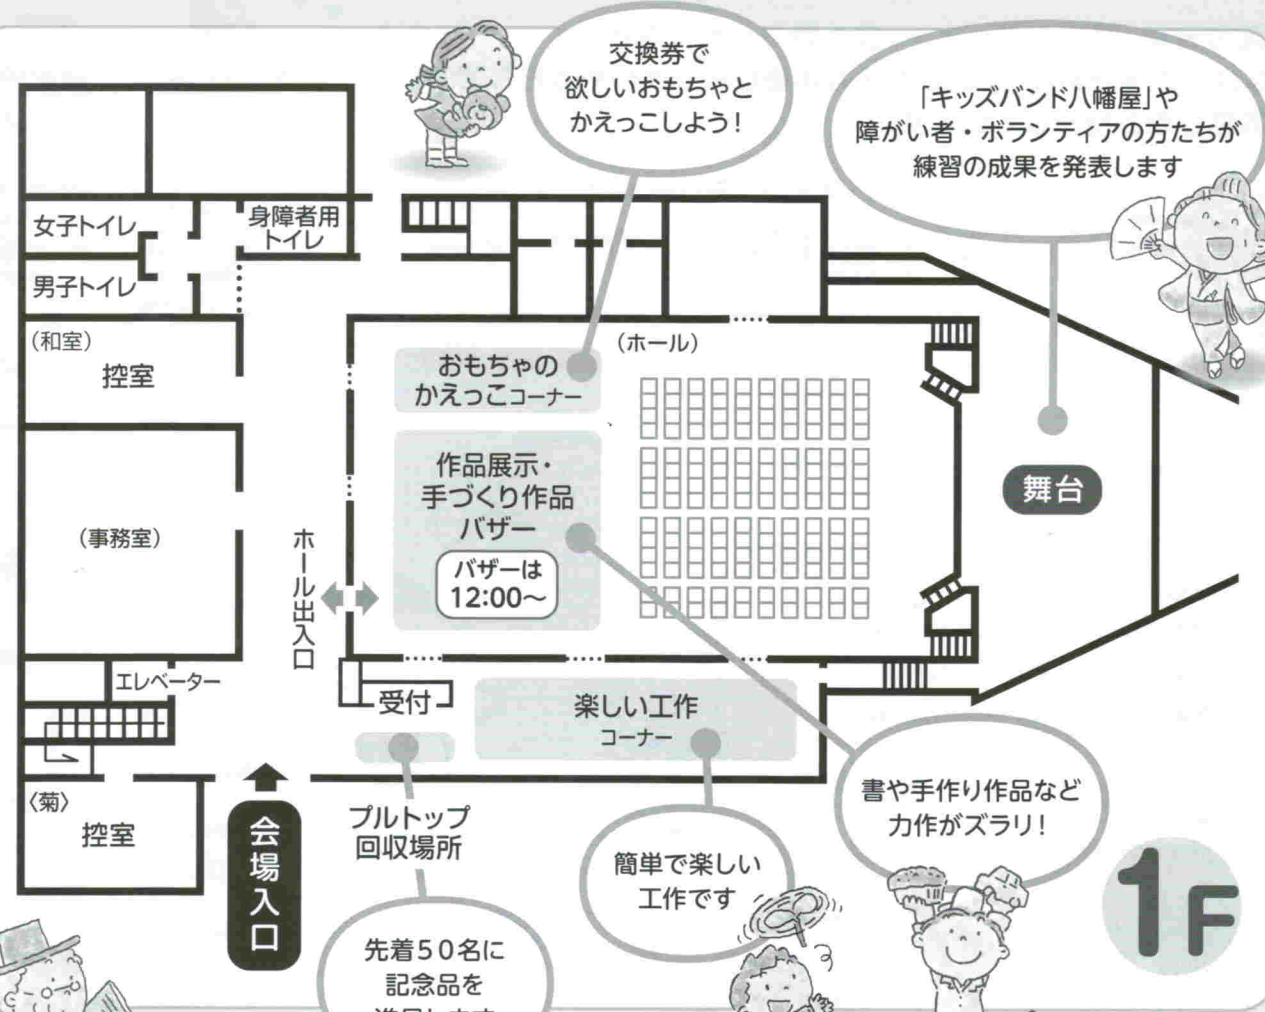 交換券で
欲しいおもちゃと
かえっこしよう！
「キッズバンド八幡屋」や
障がい者・ボランティアの方たちが
練習の成果を発表します
女子トイレ
身障者用
トイレ
男子トイレ
（和室）
控室
（ホール）
おもちゃの
かえっこコーナー
作品展示・
手づくり作品
バザー
バザーは
12:00〜
舞台
（事務室）
ホール出入口
エレベーター
受付
楽しい工作
コーナー
〈菊〉
控室
会場入口
プルトップ
回収場所
先着50名に
記念品を
簡単で楽しい
工作です
書や手作り作品など
力作がズラリ！
1F